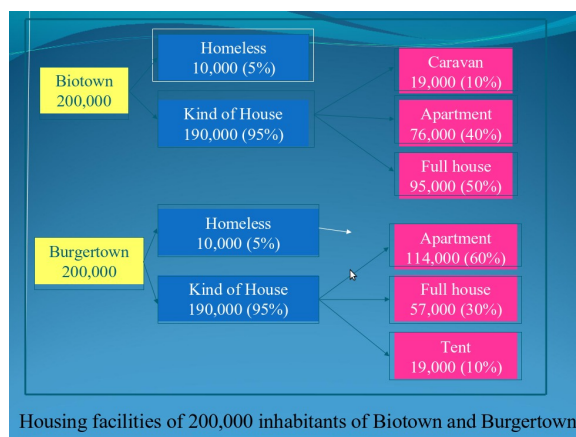 Homeless
10,000 (5%)
Biotown
200,000
Kind of House
190,000 (95%)
Caravan
19,000 (10%)
Apartment
76,000 (40%)
Full house
95,000 (50%)
Homeless
10,000 (5%)
Burgertown
200,000
Kind of House
190,000 (95%)
Apartment
114,000 (60%)
Full house
57,000 (30%)
Tent
19,000 (10%)
Housing facilities of 200,000 inhabitants of Biotown and Burgertown